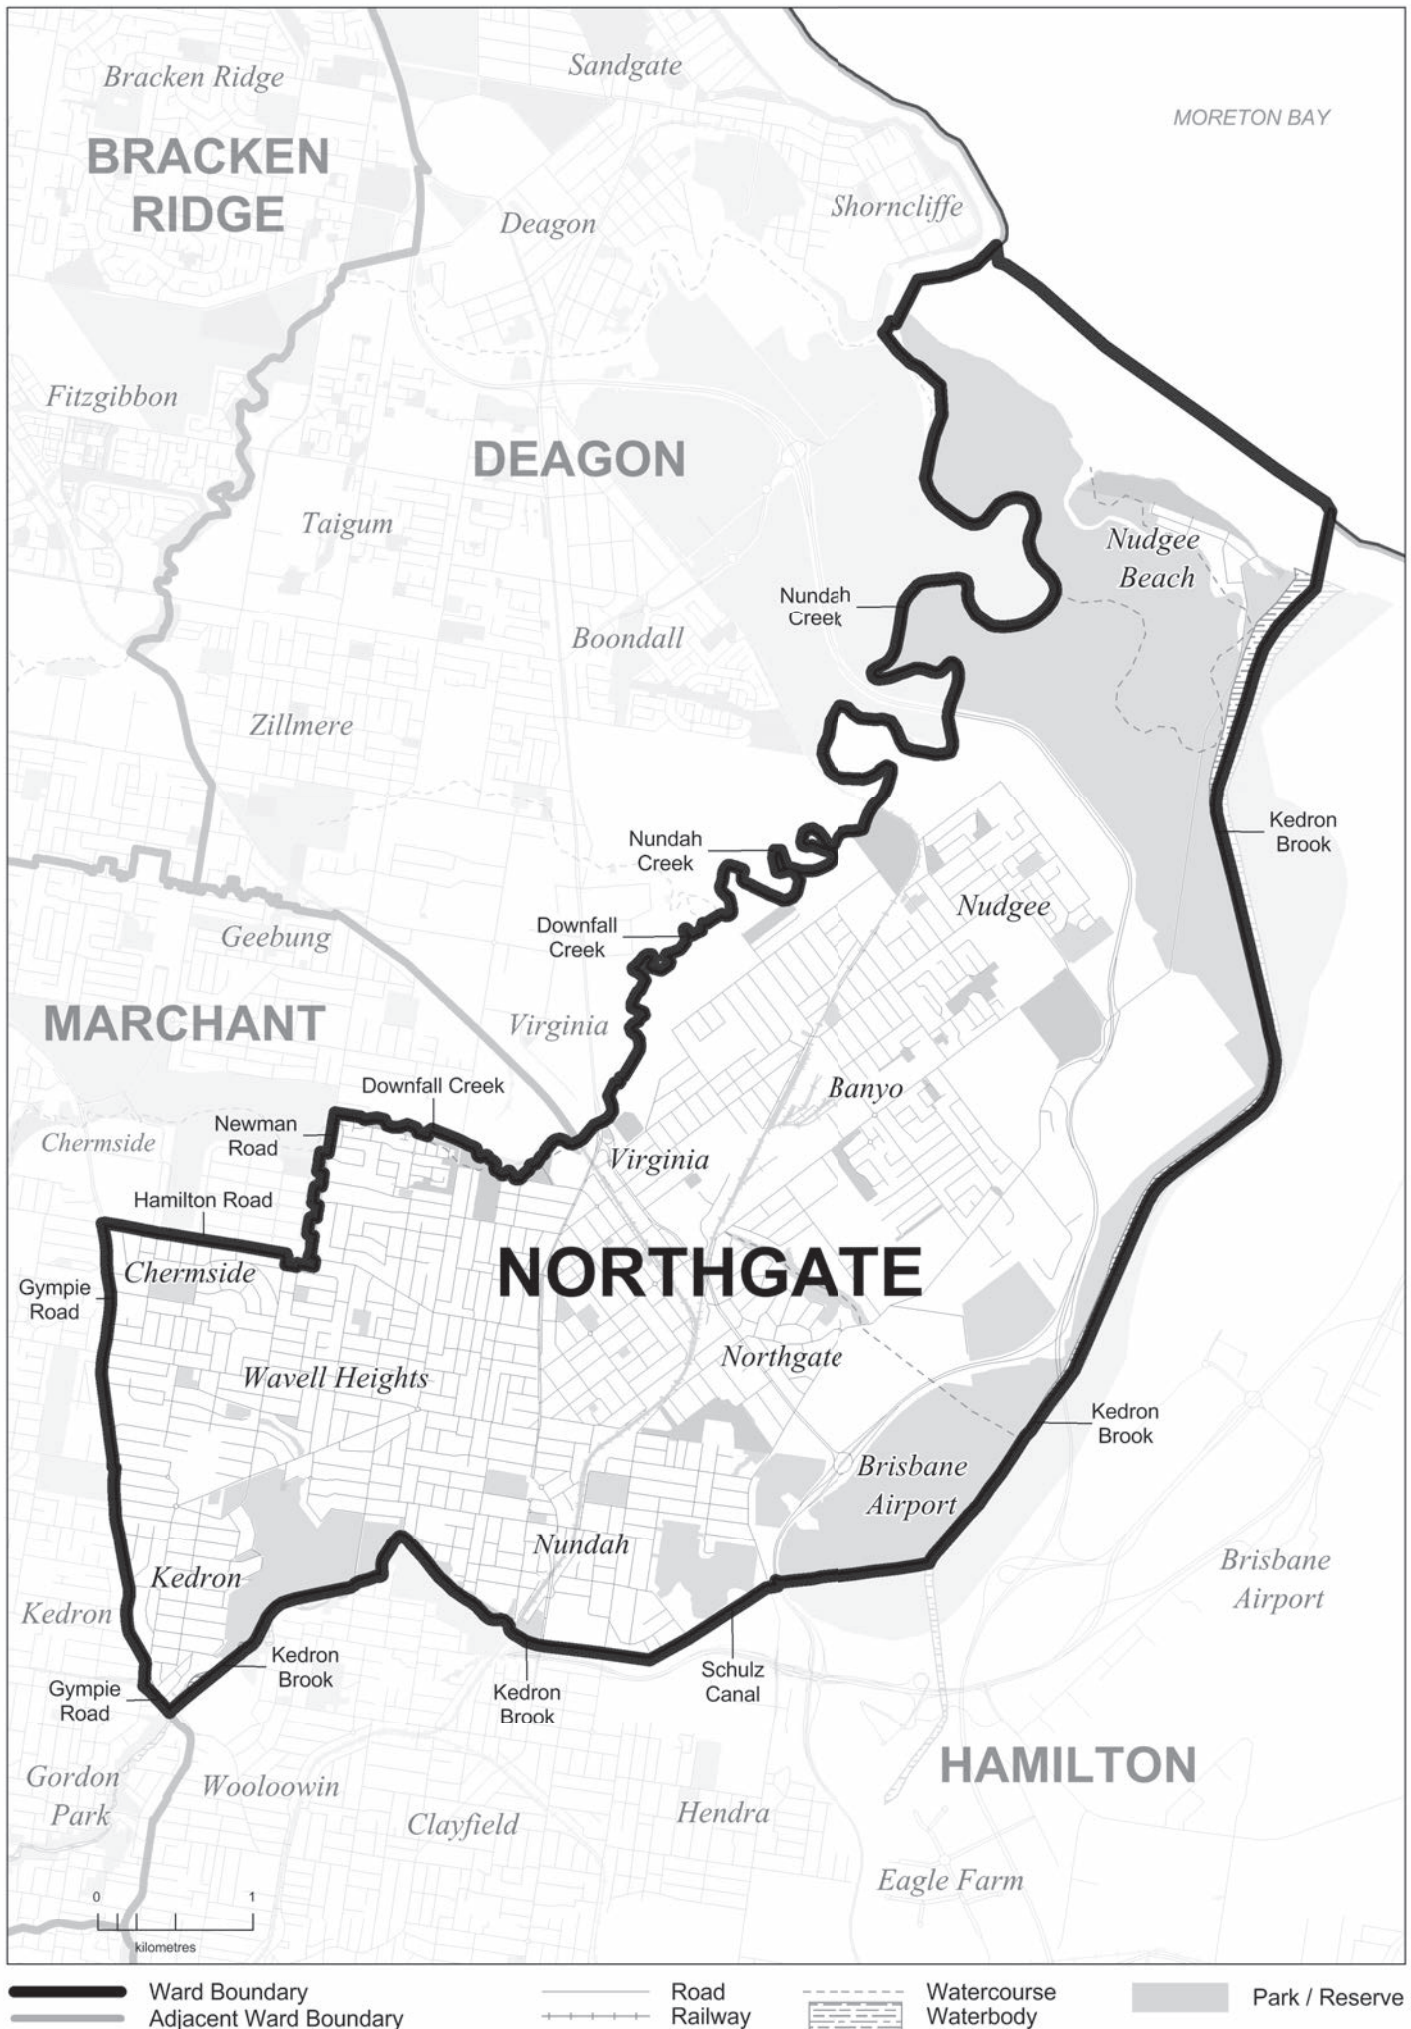 Sandgate
Bracken Ridge
MORETON BAY
BRACKEN
RIDGE
Shorncliffe
Deagon
Fitzgibbon
DEAGON
Taigum
Nudgee
Beach
Nundah
Creek
Boondall
Zillmere
Kedron
Brook
Nundah
Creek
Nudgee
Downfall
Creek
Geebung
MARCHANT
Virginia
Downfall Creek
Banyo
Newman
Road
Chermside
Virginia
Hamilton Road
Chermside
NORTHGATE
Gympie
Road
Northgate
Wavell Heights
Kedron
Brook
Brisbane
Airport
Nundah
Brisbane
Airport
Kedron
Kedron
Kedron
Brook
Schulz
Canal
Gympie
Road
Kedron
Brook
HAMILTON
Gordon
Park
Wooloowin
Clayfield
Hendra
Eagle Farm
0 1
kilometres
Ward Boundary
Adjacent Ward Boundary
Road
Railway
Watercourse
Waterbody
Park / Reserve